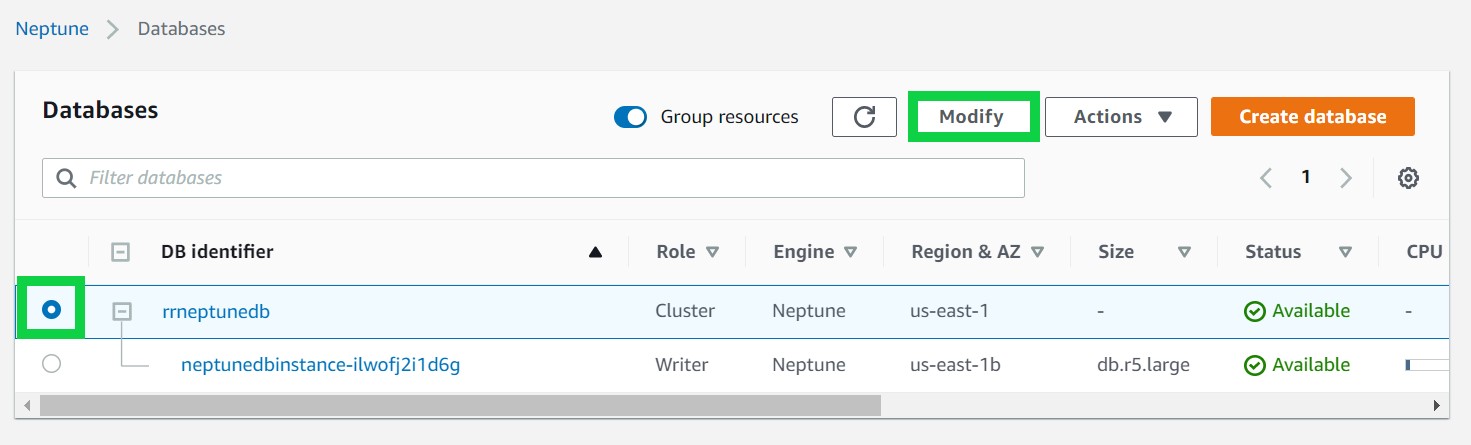 Neptune > Databases
Databases
Group resources
Modify
Actions
Create database
Filter databases
1
DB identifier Role Engine Region & AZ Size Status CPU
rrneptunedb Cluster Neptune us-east-1 - Available -
neptunedbinstance-ilwofj2i1d6g Writer Neptune us-east-1b db.r5.large Available